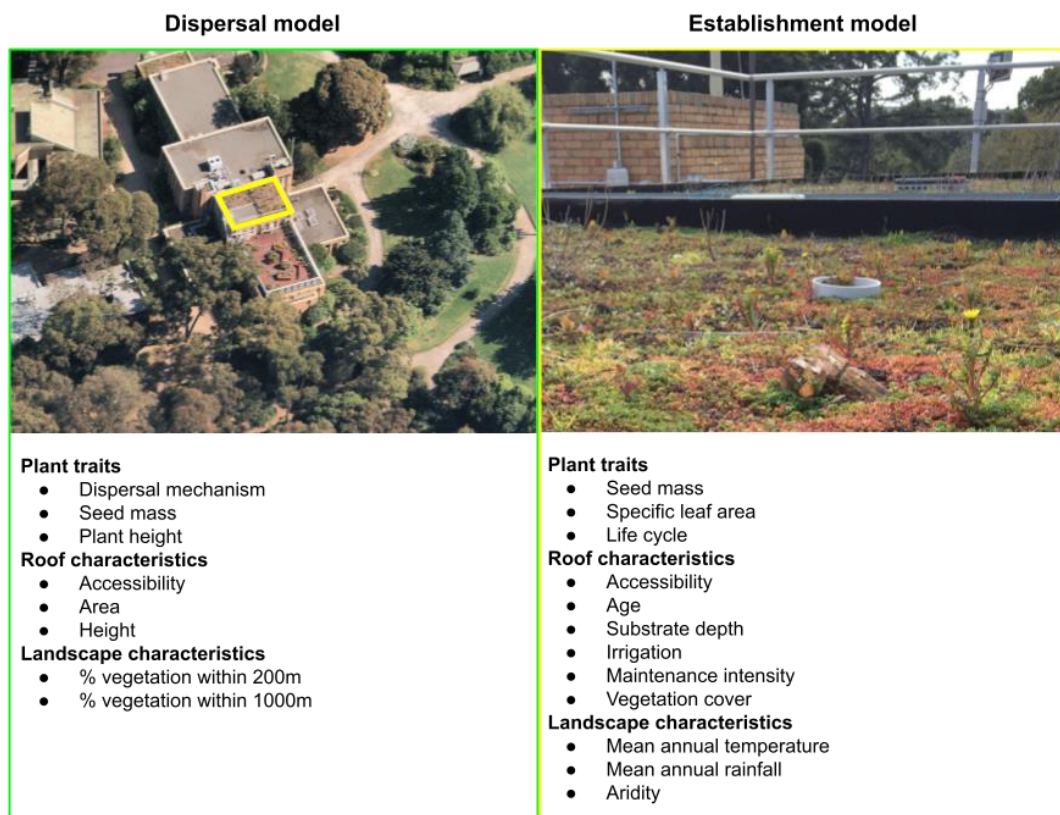 Dispersal model
Establishment model
Plant traits
● Dispersal mechanism
● Seed mass
● Plant height
Roof characteristics
● Accessibility
● Area
● Height
Landscape characteristics
● % vegetation within 200m
● % vegetation within 1000m
Plant traits
● Seed mass
● Specific leaf area
● Life cycle
Roof characteristics
● Accessibility
● Age
● Substrate depth
● Irrigation
● Maintenance intensity
● Vegetation cover
Landscape characteristics
● Mean annual temperature
● Mean annual rainfall
● Aridity